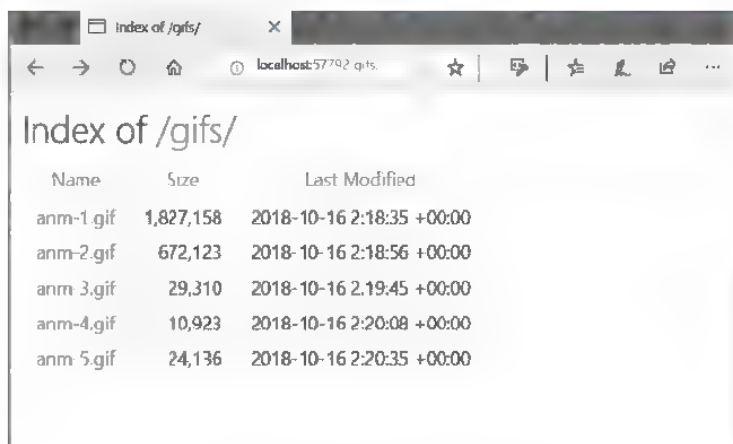 Index of /gifs/
localhost:57792/gifs/
Index of /gifs/
Name Size Last Modified
anm-1.gif 1,827,158 2018-10-16 2:18:35 +00:00
anm-2.gif 672,123 2018-10-16 2:18:56 +00:00
anm-3.gif 29,310 2018-10-16 2:19:45 +00:00
anm-4.gif 10,923 2018-10-16 2:20:08 +00:00
anm-5.gif 24,136 2018-10-16 2:20:35 +00:00